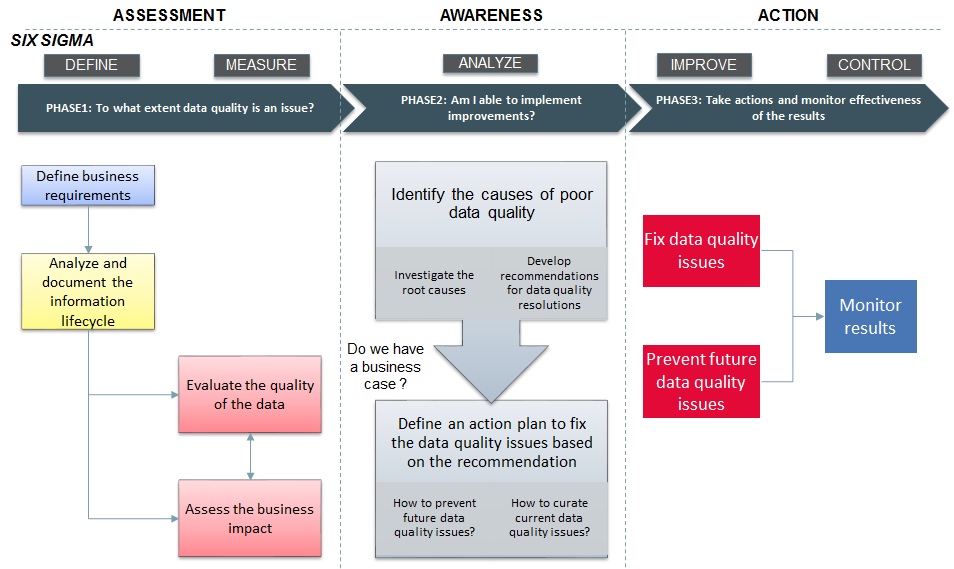 ASSESSMENT
AWARENESS
ACTION
SIX SIGMA
DEFINE
MEASURE
ANALYZE
IMPROVE
CONTROL
PHASE1: To what extent data quality is an issue?
PHASE2: Am I able to implement
improvements?
PHASE3: Take actions and monitor effectiveness
of the results
Define business
requirements
Analyze and
document the
information
lifecycle
Evaluate the quality
of the data
Assess the business
impact
Identify the causes of poor
data quality
Investigate the
root causes
Develop
recommendations
for data quality
resolutions
Do we have
a business
case ?
Define an action plan to fix
the data quality issues based
on the recommendation
How to prevent
future data
quality issues?
How to curate
current data
quality issues?
Fix data quality
issues
Prevent future
data quality
issues
Monitor
results